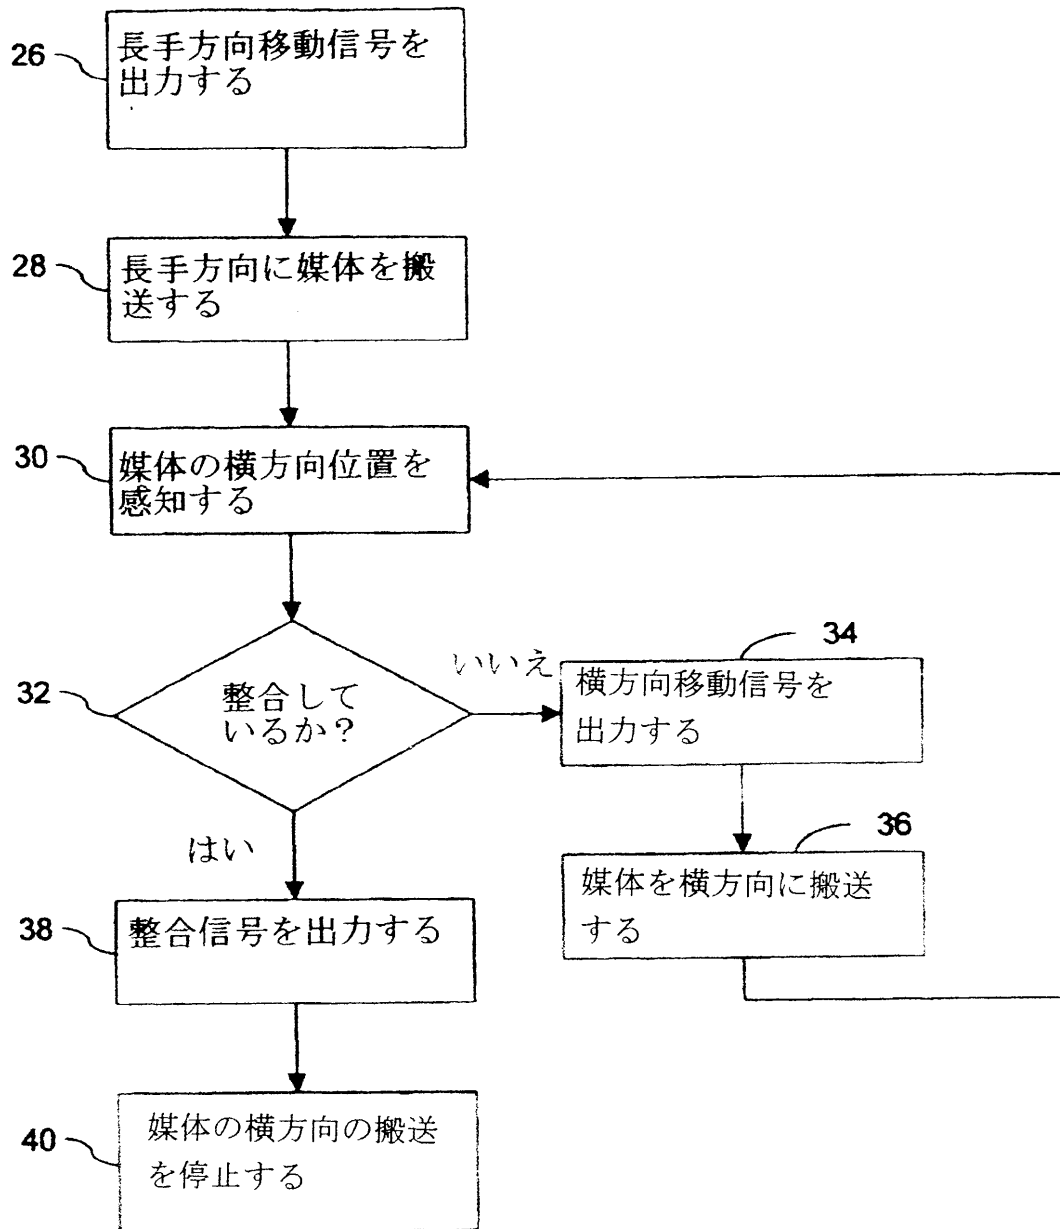 26
長手方向移動信号を
出力する
28
長手方向に媒体を搬
送する
30
媒体の横方向位置を
感知する
32
整合して
いるか?
いいえ
34
横方向移動信号を
出力する
はい
36
媒体を横方向に搬送
する
38
整合信号を出力する
40
媒体の横方向の搬送
を停止する